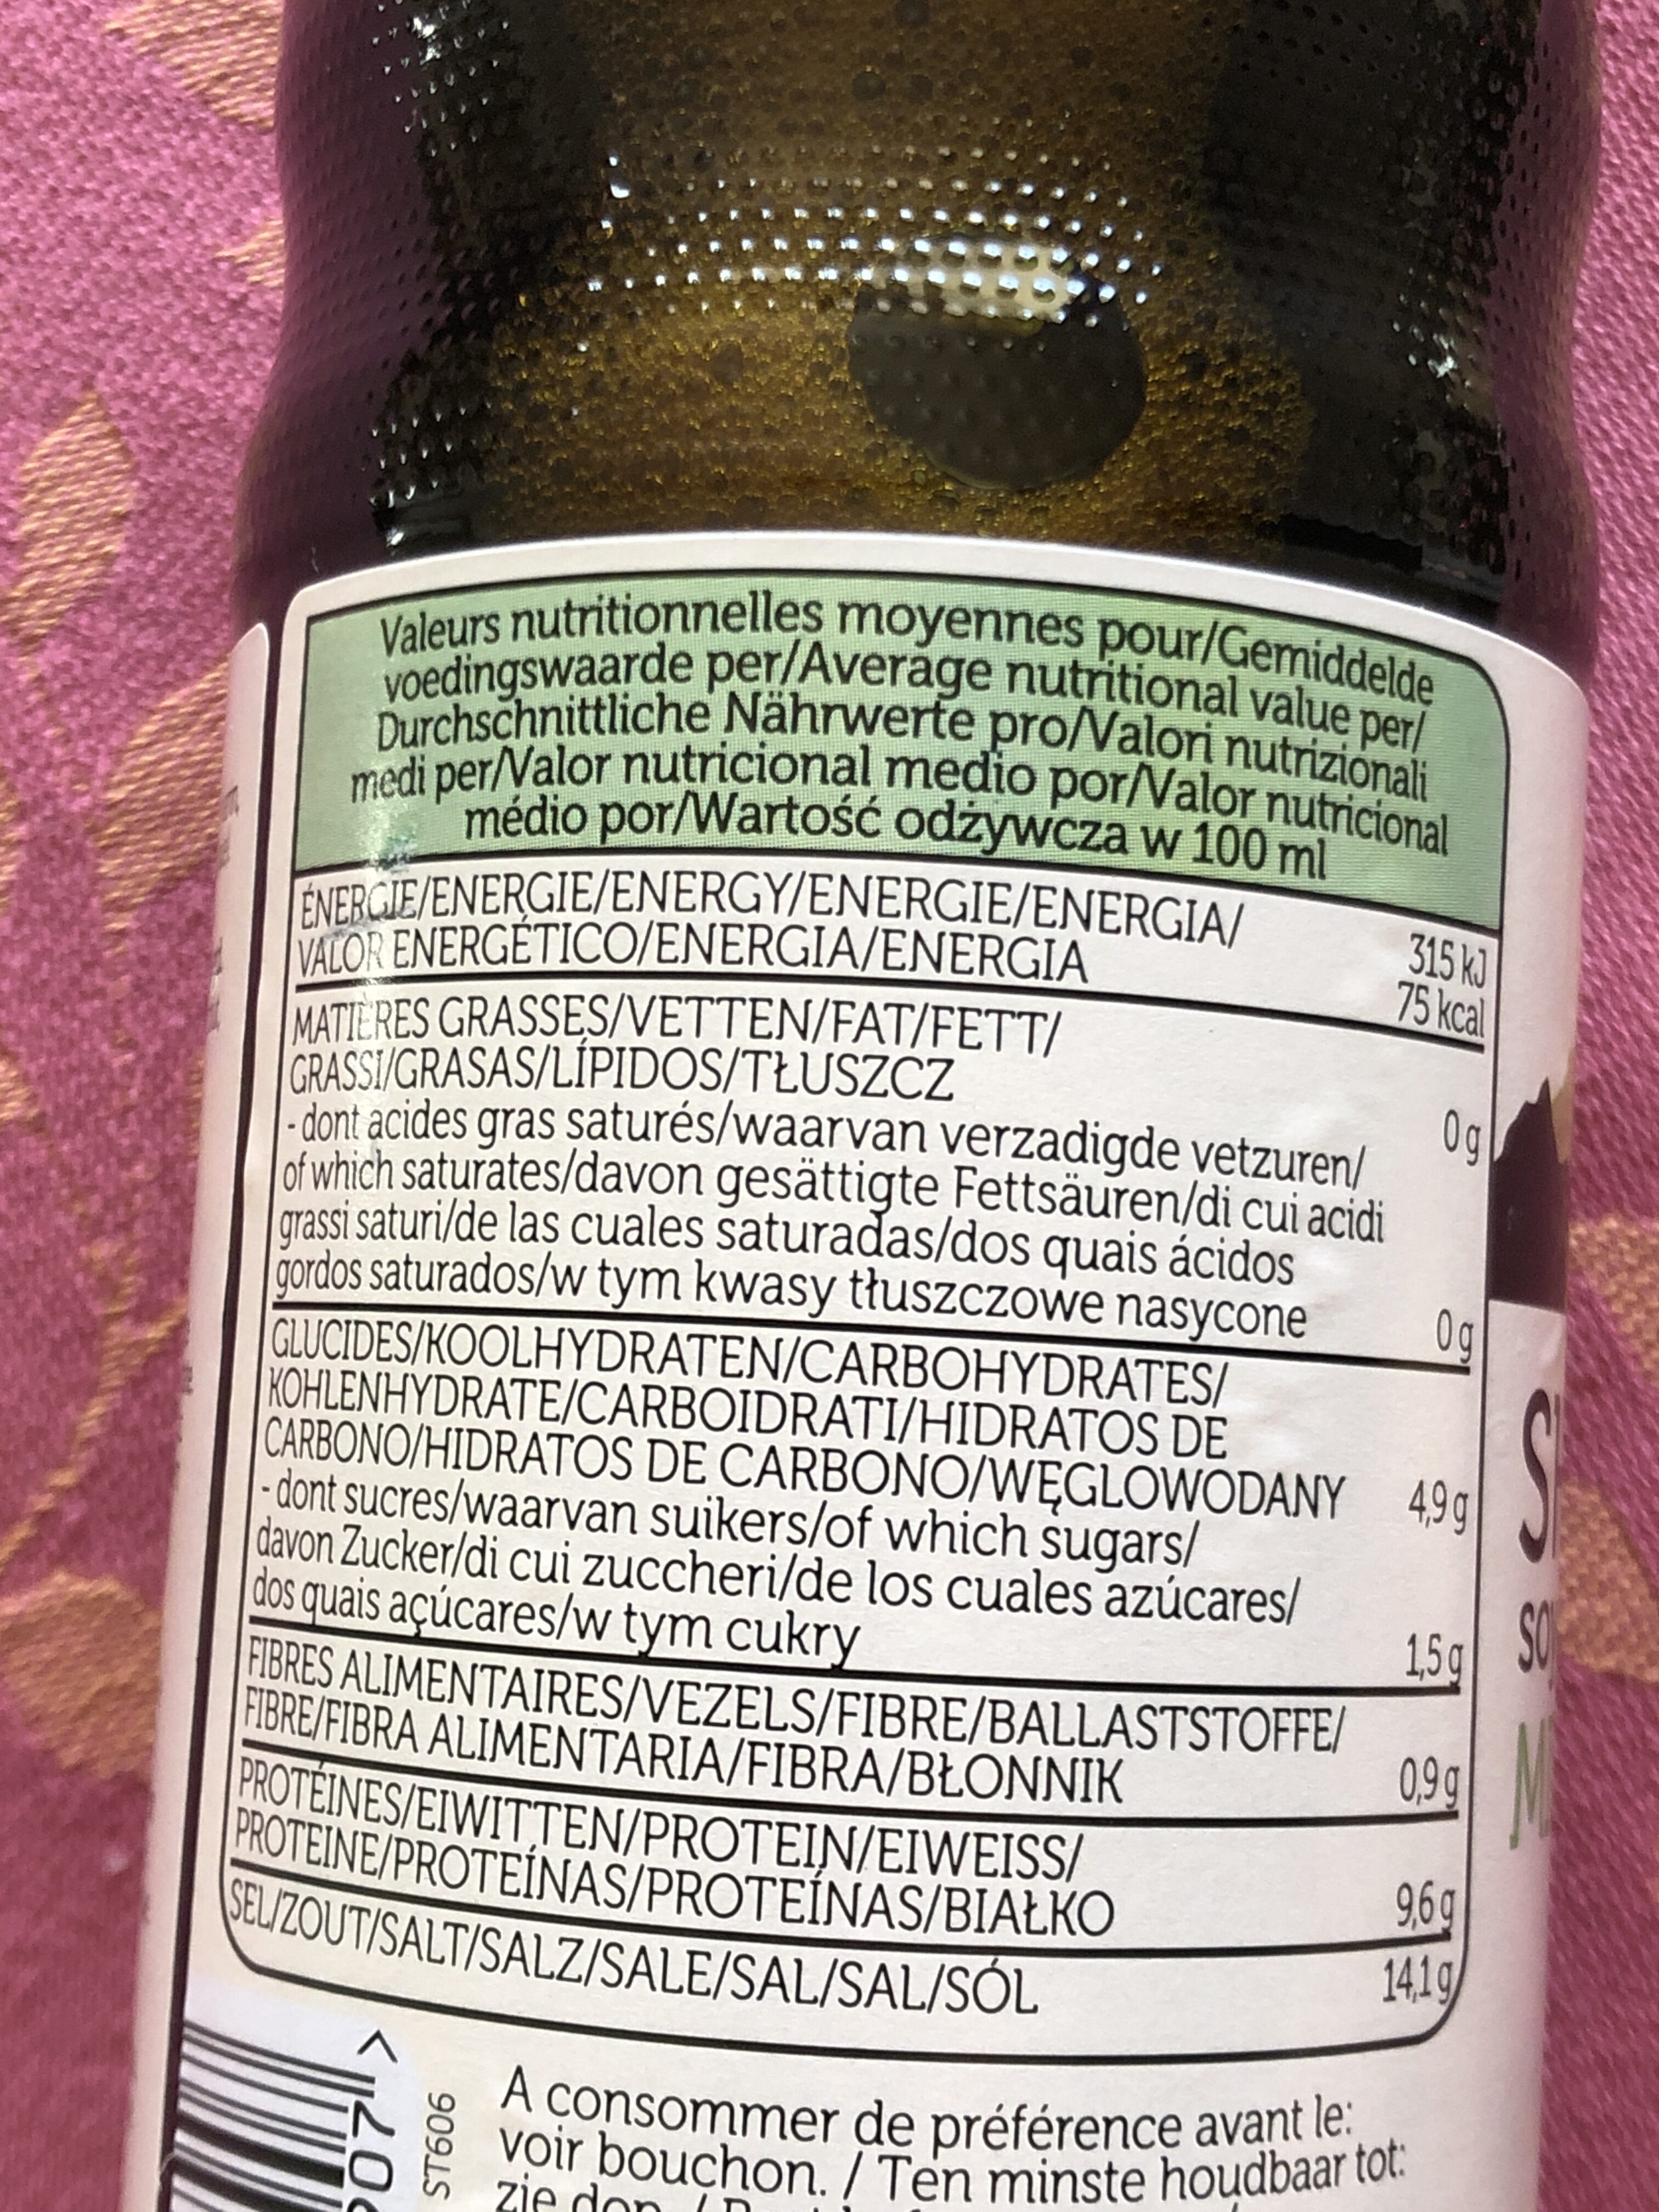 Valeurs nutritionnelles moyennes pour/Gemiddelde
voedingswaarde per/Average nutritional value per/
Durchschnittliche Nährwerte pro/Valori nutrizionali
medi per/Valor nutricional medio por/Valor nutricional
médio por/Wartość odżywcza w 100 ml
ÉNERGIE/ENERGIE/ENERGY/ENERGIE/ENERGIA/
VALOR ENERGÉTICO/ENERGIA/ENERGIA
315 kJ
75 kcal
MATIÈRES GRASSES/VETTEN/FAT/FETT/
GRASSI/GRASAS/LÍPIDOS/TŁUSZCZ
0 g
- dont acides gras saturés/waarvan verzadigde vetzuren/
of which saturates/davon gesättigte Fettsäuren/di cui acidi
grassi saturi/de las cuales saturadas/dos quais ácidos
gordos saturados/w tym kwasy tłuszczowe nasycone
0 g
GLUCIDES/KOOLHYDRATEN/CARBOHYDRATES/
KOHLENHYDRATE/CARBOIDRATI/HIDRATOS DE
CARBONO/HIDRATOS DE CARBONO/WĘGLOWODANY 4,9 g
- dont sucres/waarvan suikers/of which sugars/
davon Zucker/di cui zuccheri/de los cuales azúcares/
dos quais açúcares/w tym cukry 1,5 g
FIBRES ALIMENTAIRES/VEZELS/FIBRE/BALLASTSTOFFE/
FIBRE/FIBRA ALIMENTARIA/FIBRA/BŁONNIK 0,9 g
PROTÉINES/EIWITTEN/PROTEIN/EIWEISS/
PROTEINE/PROTEÍNAS/PROTEÍNAS/BIAŁKO 9,6 g
SEL/ZOUT/SALT/SALZ/SALE/SAL/SAL/SÓL 14,1 g
ST606
A consommer de préférence avant le:
voir bouchon. / Ten minste houdbaar tot: